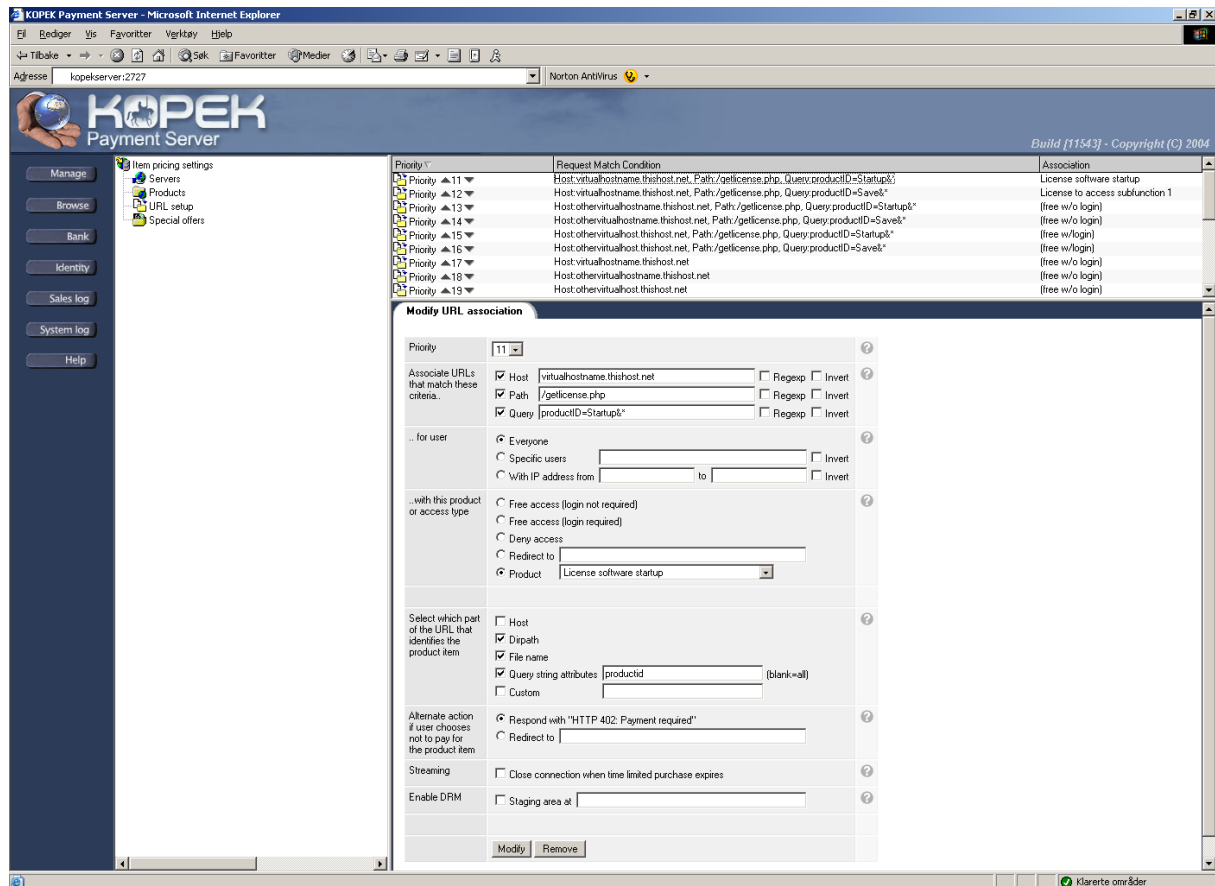 KOPEK Payment Server - Microsoft Internet Explorer
Fil Rediger Vis Favoritter Verktøy Hjelp
Tilbake Søk Favoritter Medier
Adresse kopekserver:2727 Norton AntiVirus
KOPEK
Payment Server
Build [11543] - Copyright (C) 2004
Manage
Browse
Bank
Identity
Sales log
System log
Help
Item pricing settings
Servers
Products
URL setup
Special offers
Priority Request Match Condition Association
Priority 11 Host:virtualhostname.thishost.net, Path:/getlicense.php, Query:productID=Startup&* License software startup
Priority 12 Host:virtualhostname.thishost.net, Path:/getlicense.php, Query:productID=Save&* License to access subfunction 1
Priority 13 Host:othervirtualhostname.thishost.net, Path:/getlicense.php, Query:productID=Startup&* (free w/o login)
Priority 14 Host:othervirtualhostname.thishost.net, Path:/getlicense.php, Query:productID=Save&* (free w/o login)
Priority 15 Host:othervirtualhost.thishost.net, Path:/getlicense.php, Query:productID=Startup&* (free w/login)
Priority 16 Host:othervirtualhost.thishost.net, Path:/getlicense.php, Query:productID=Save&* (free w/login)
Priority 17 Host:virtualhostname.thishost.net (free w/o login)
Priority 18 Host:othervirtualhostname.thishost.net (free w/o login)
Priority 19 Host:othervirtualhost.thishost.net (free w/o login)
Modify URL association
Priority 11 ?
Associate URLs that match these criteria.. ?
Host virtualhostname.thishost.net Regexp Invert
Path /getlicense.php Regexp Invert
Query productID=Startup&* Regexp Invert
.. for user ?
Everyone
Specific users Invert
With IP address from to Invert
..with this product or access type ?
Free access (login not required)
Free access (login required)
Deny access
Redirect to
Product License software startup
Select which part of the URL that identifies the product item ?
Host
Dirpath
File name
Query string attributes productid (blank=all)
Custom
Alternate action if user chooses not to pay for the product item ?
Respond with "HTTP 402: Payment required"
Redirect to
Streaming Close connection when time limited purchase expires ?
Enable DRM Staging area at ?
Modify Remove
Klarerte områder